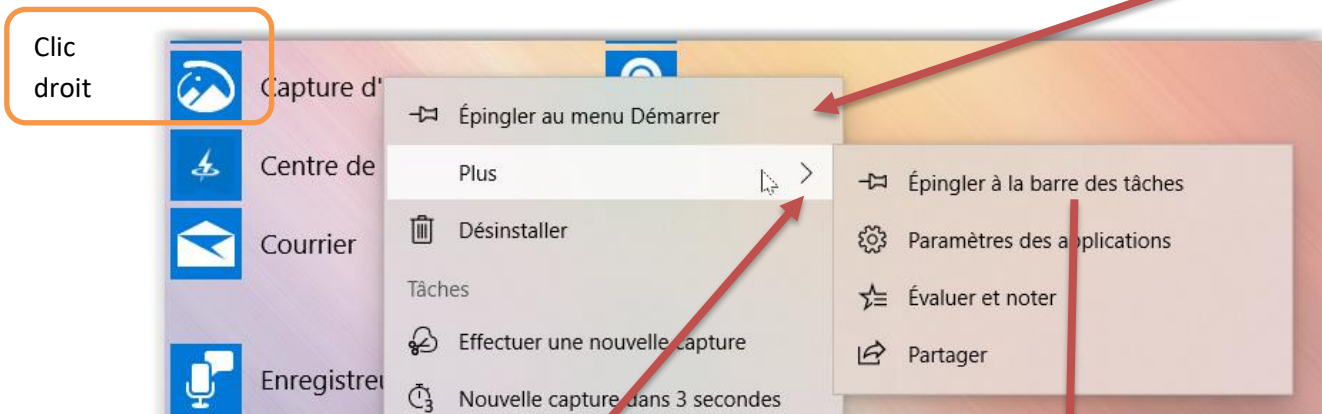 Clic
droit
Capture d'
Épingler au menu Démarrer
Centre de
Plus
Épingler à la barre des tâches
Courrier
Désinstaller
Paramètres des applications
Tâches
Évaluer et noter
Effectuer une nouvelle capture
Partager
Enregistreu
Nouvelle capture dans 3 secondes